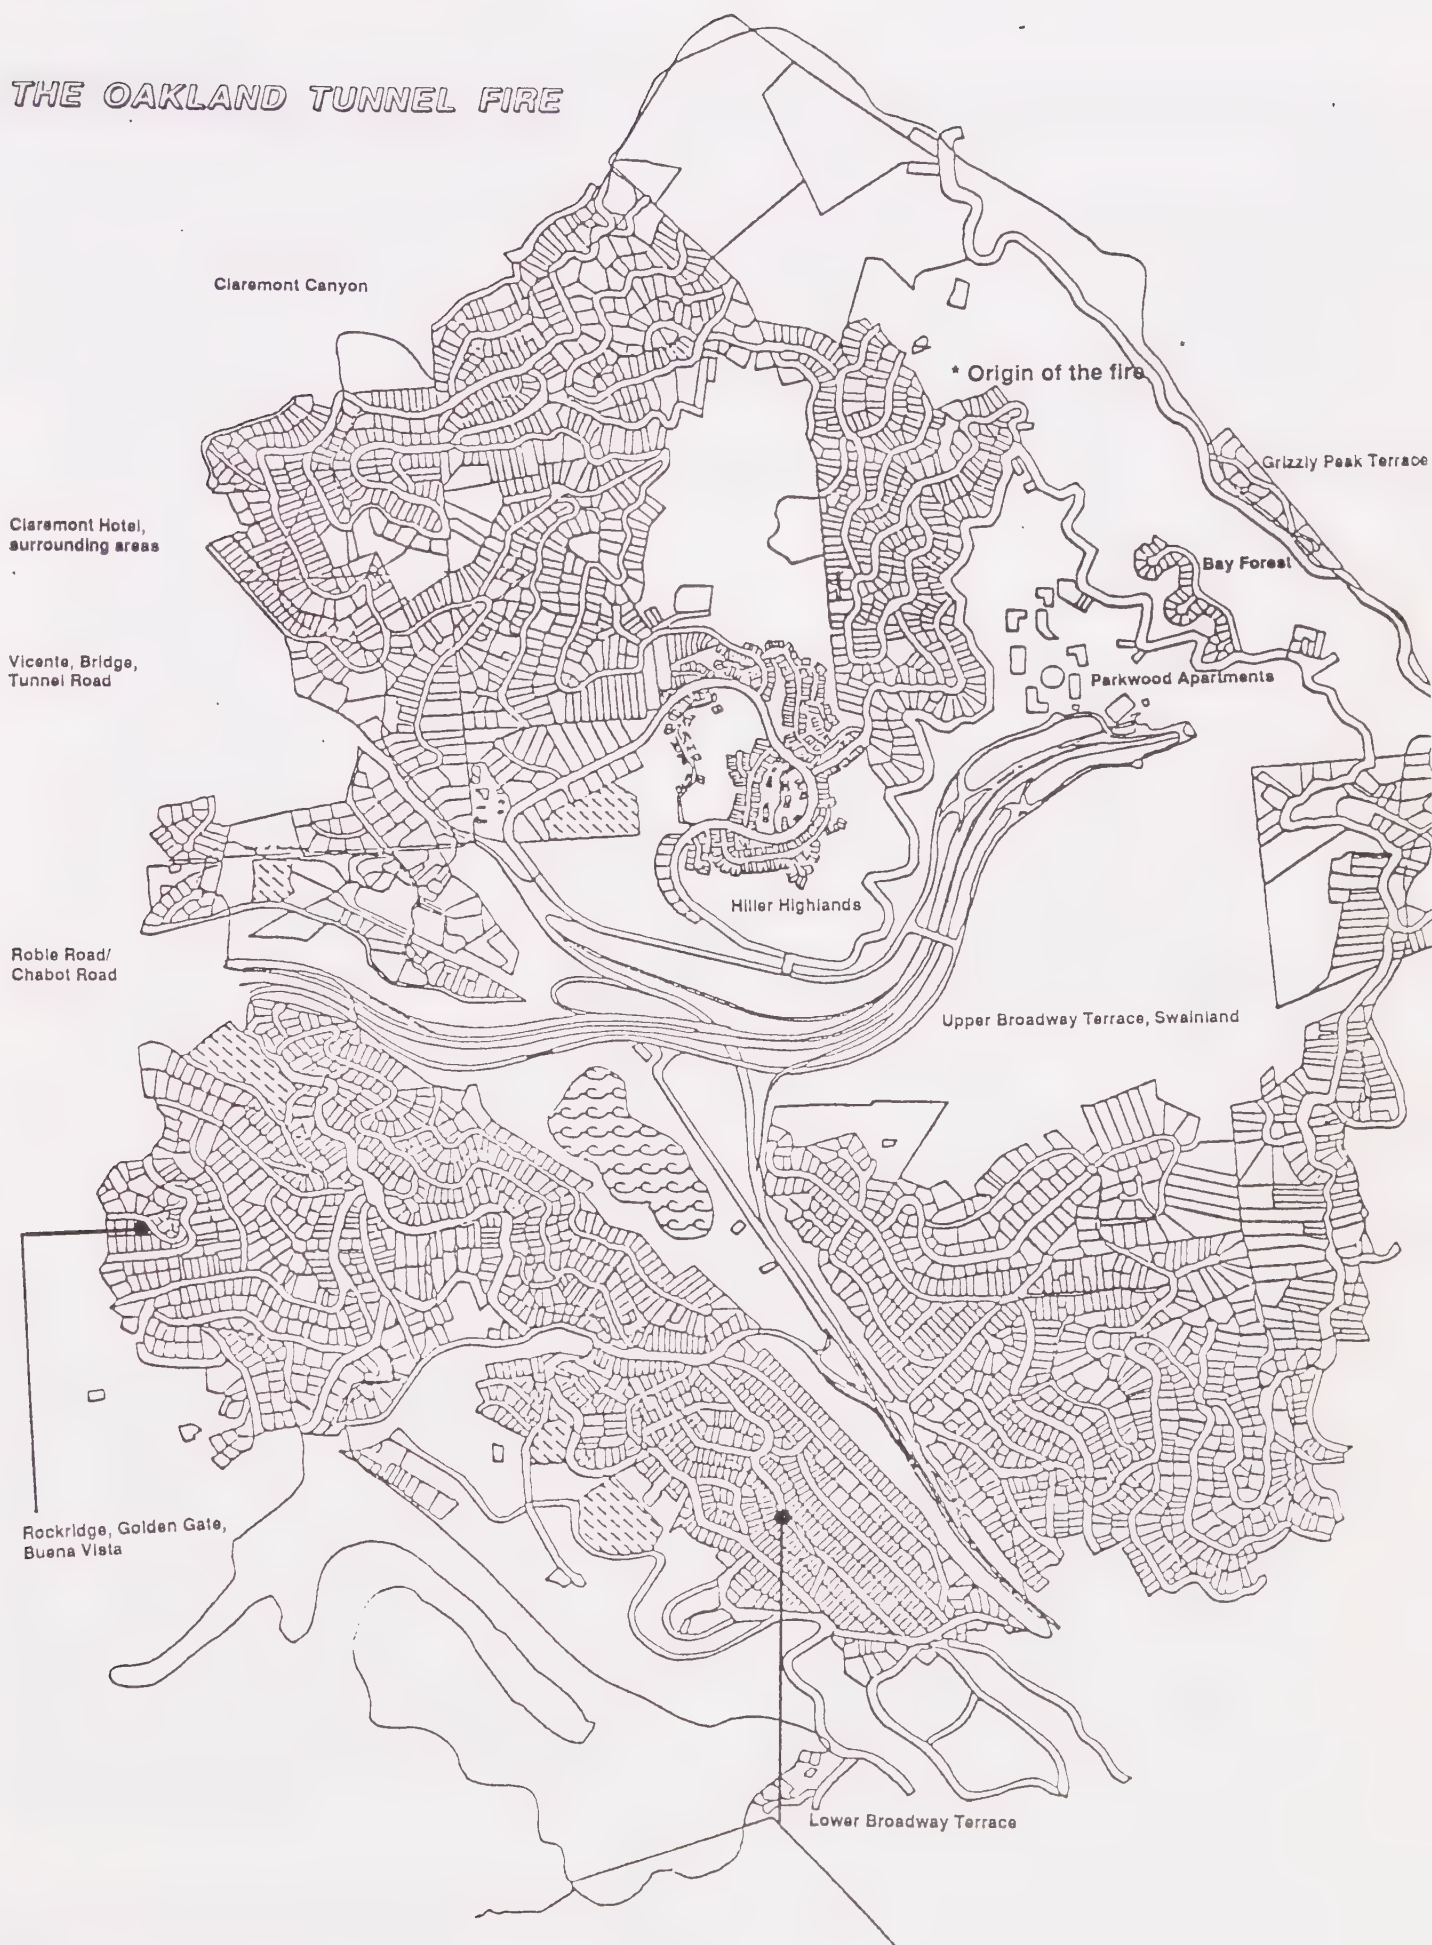 THE OAKLAND TUNNEL FIRE
Claremont Canyon
* Origin of the fire
Grizzly Peak Terrace
Claremont Hotel,
surrounding areas
Bay Forest
Vicente, Bridge,
Tunnel Road
Parkwood Apartments
Hiller Highlands
Roble Road/
Chabot Road
Upper Broadway Terrace, Swainland
Rockridge, Golden Gate,
Buena Vista
Lower Broadway Terrace